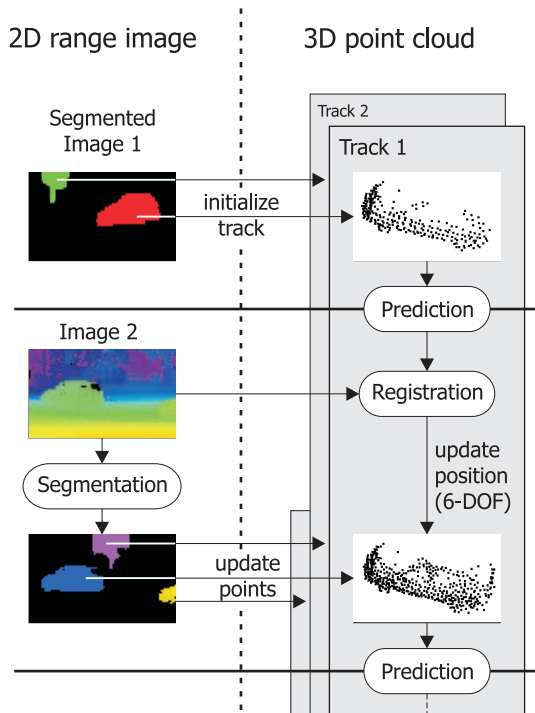 2D range image
3D point cloud
Segmented
Image 1
Track 2
Track 1
initialize
track
Prediction
Image 2
Registration
Segmentation
update
position
(6-DOF)
update
points
Prediction